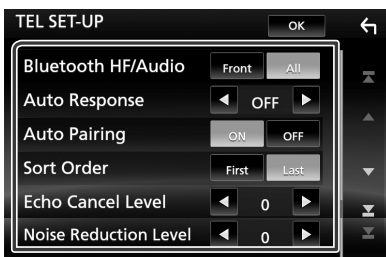 TEL SET-UP OK
Bluetooth HF/Audio Front All
Auto Response OFF
Auto Pairing ON OFF
Sort Order First Last
Echo Cancel Level 0
Noise Reduction Level 0